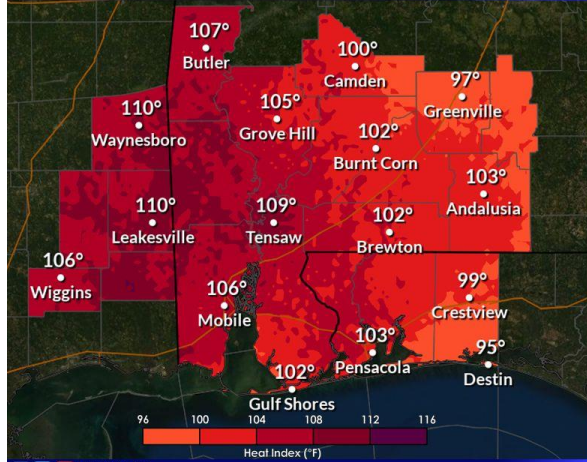 107°
Butler
100°
Camden
97°
Greenville
110°
Waynesboro
105°
Grove Hill
102°
Burnt Corn
103°
Andalusia
110°
Leakesville
109°
Tensaw
102°
Brewton
106°
Wiggins
106°
Mobile
99°
Crestview
103°
Pensacola
95°
Destin
102°
Gulf Shores
96 100 104 108 112 116
Heat Index (°F)